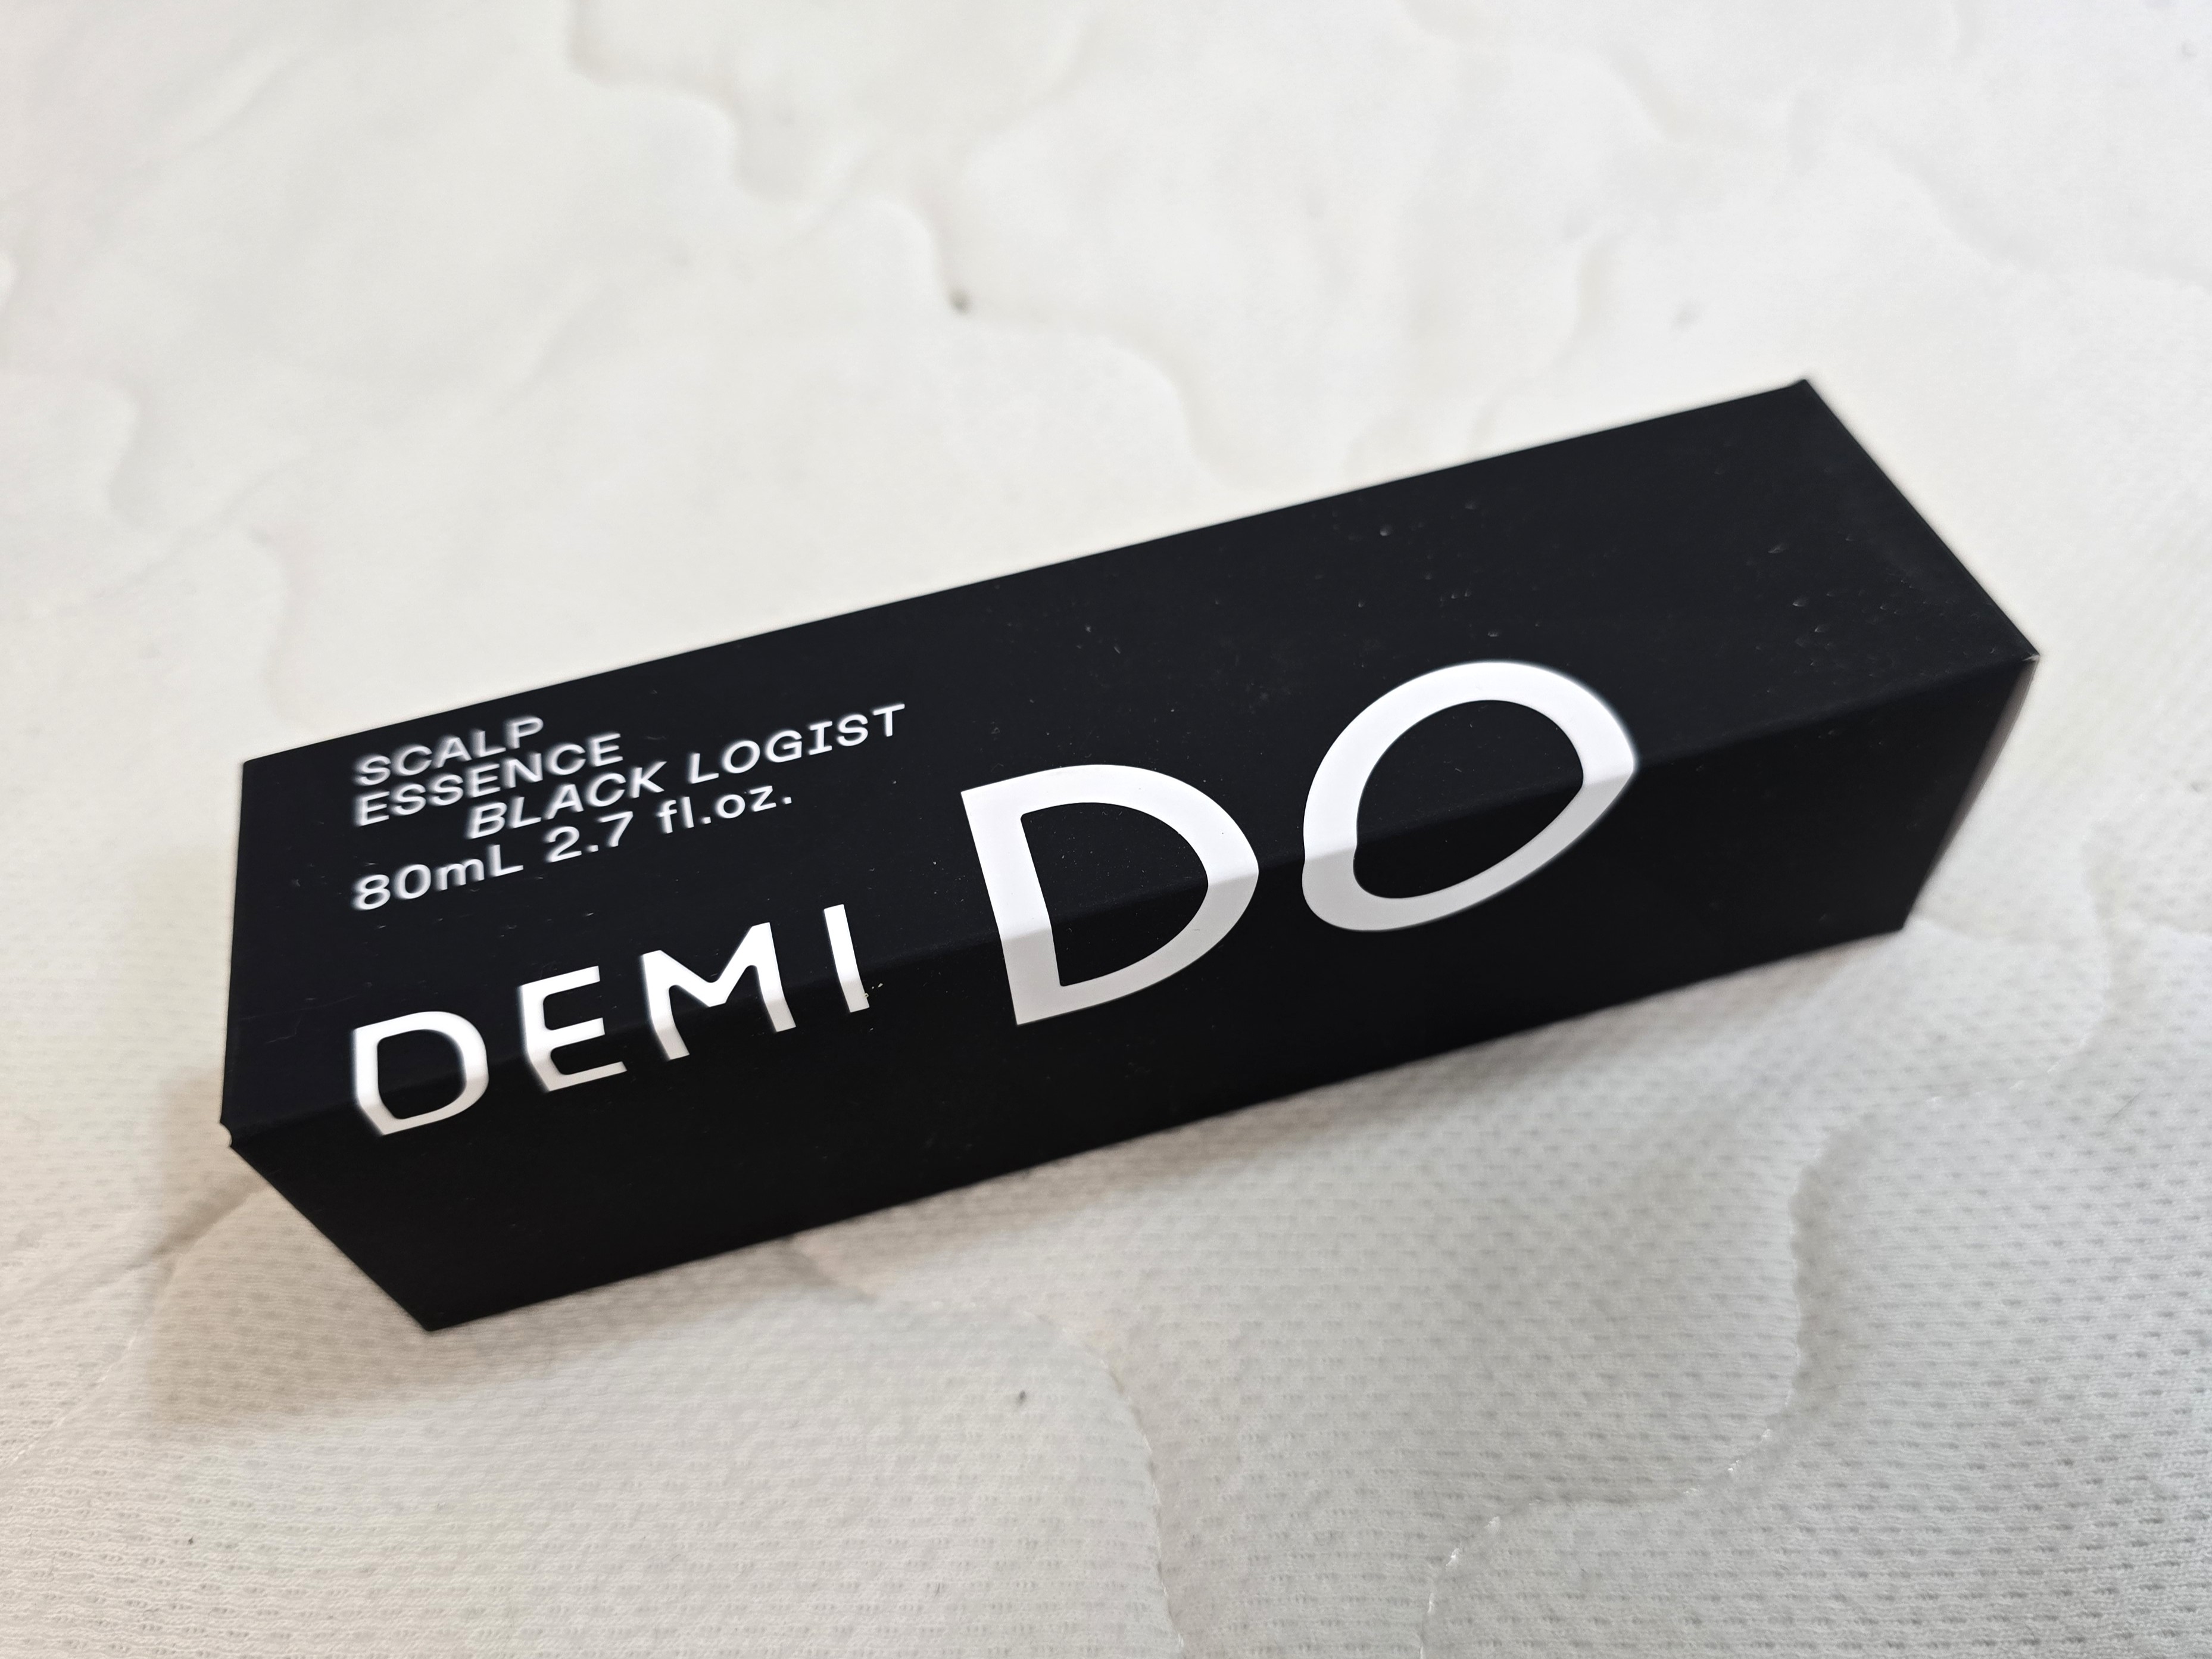 SCALP
ESSENCE
BLACK LOGIST
80mL 2.7 fl.oz.
DEMI DO